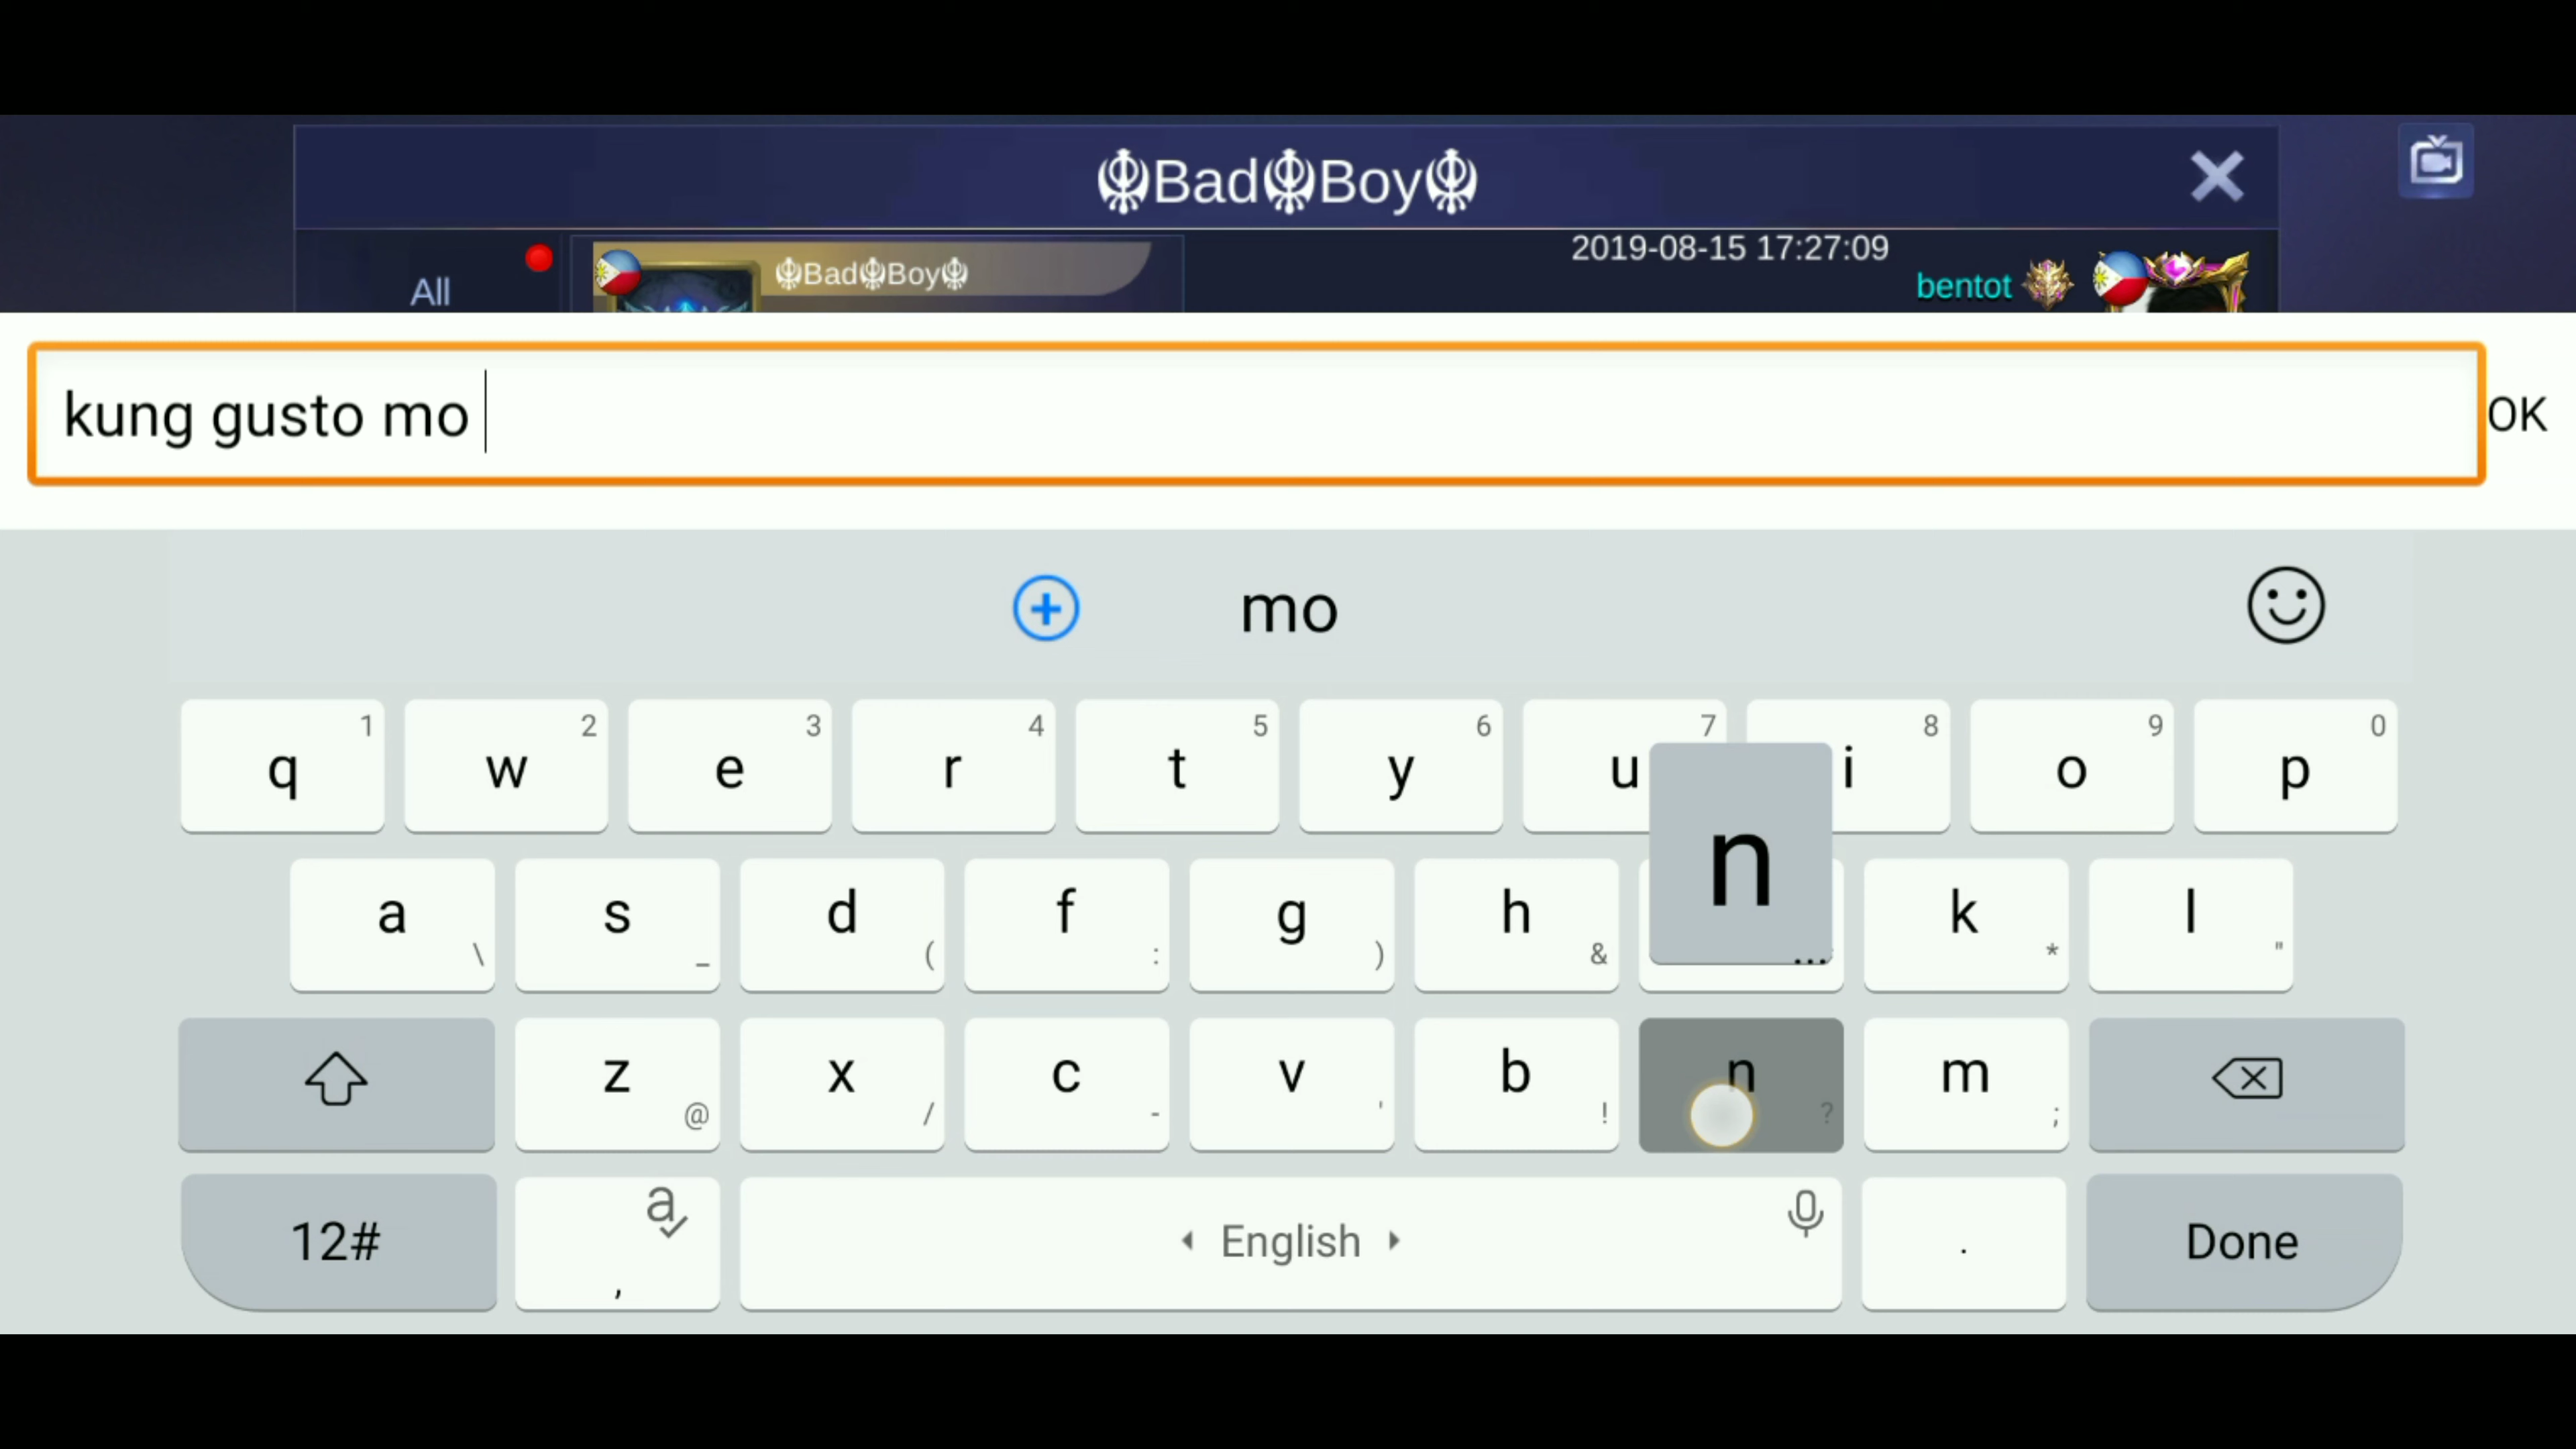 ☬Bad☬Boy☬
All
☬Bad☬Boy☬
2019-08-15 17:27:09
bentot
kung gusto mo
OK
mo
1 2 3 4 5 6 7 8 9 0
q w e r t y u i o p
n
a s d f g h k l
\ _ ( : ) & ... * "
z x c v b n m
@ / - ' ! ? ;
12# a , English . Done